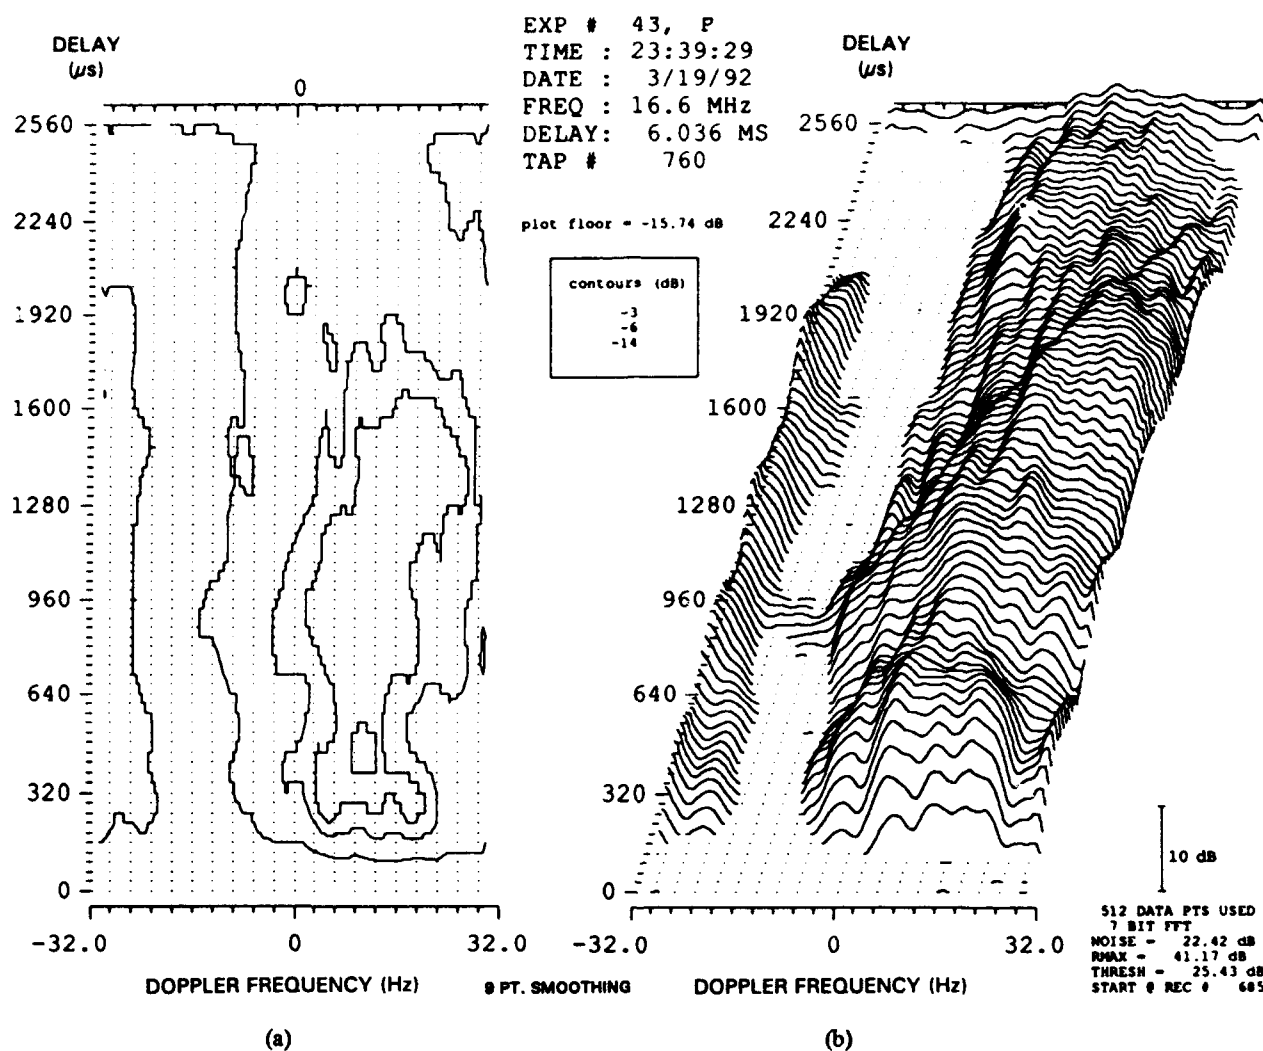 DELAY
(µs)
0
2560
2240
1920
1600
1280
960
640
320
0
-32.0 0 32.0
DOPPLER FREQUENCY (Hz)
9 PT. SMOOTHING
(a)
EXP # 43, P
TIME : 23:39:29
DATE : 3/19/92
FREQ : 16.6 MHz
DELAY: 6.036 MS
TAP # 760
plot floor = -15.74 dB
contours (dB)
-3
-6
-14
DELAY
(µs)
2560
2240
1920
1600
1280
960
640
320
0
-32.0 0 32.0
DOPPLER FREQUENCY (Hz)
(b)
10 dB
512 DATA PTS USED
7 BIT FFT
NOISE = 22.42 dB
RMAX = 41.17 dB
THRESH = 25.43 dB
START @ REC # 685